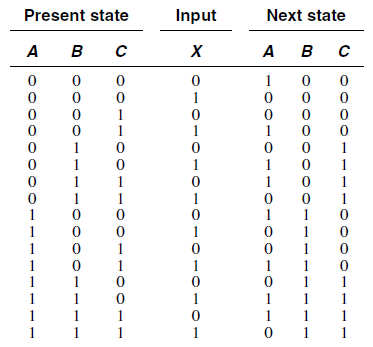 Present state Input Next state
A B C X A B C
0 0 0 0 1 0 0
0 0 0 1 0 0 0
0 0 1 0 0 0 0
0 0 1 1 1 0 0
0 1 0 0 0 0 1
0 1 0 1 1 0 1
0 1 1 0 1 0 1
0 1 1 1 0 0 1
1 0 0 0 1 1 0
1 0 0 1 0 1 0
1 0 1 0 0 1 0
1 0 1 1 1 1 0
1 1 0 0 0 1 1
1 1 0 1 1 1 1
1 1 1 0 1 1 1
1 1 1 1 0 1 1